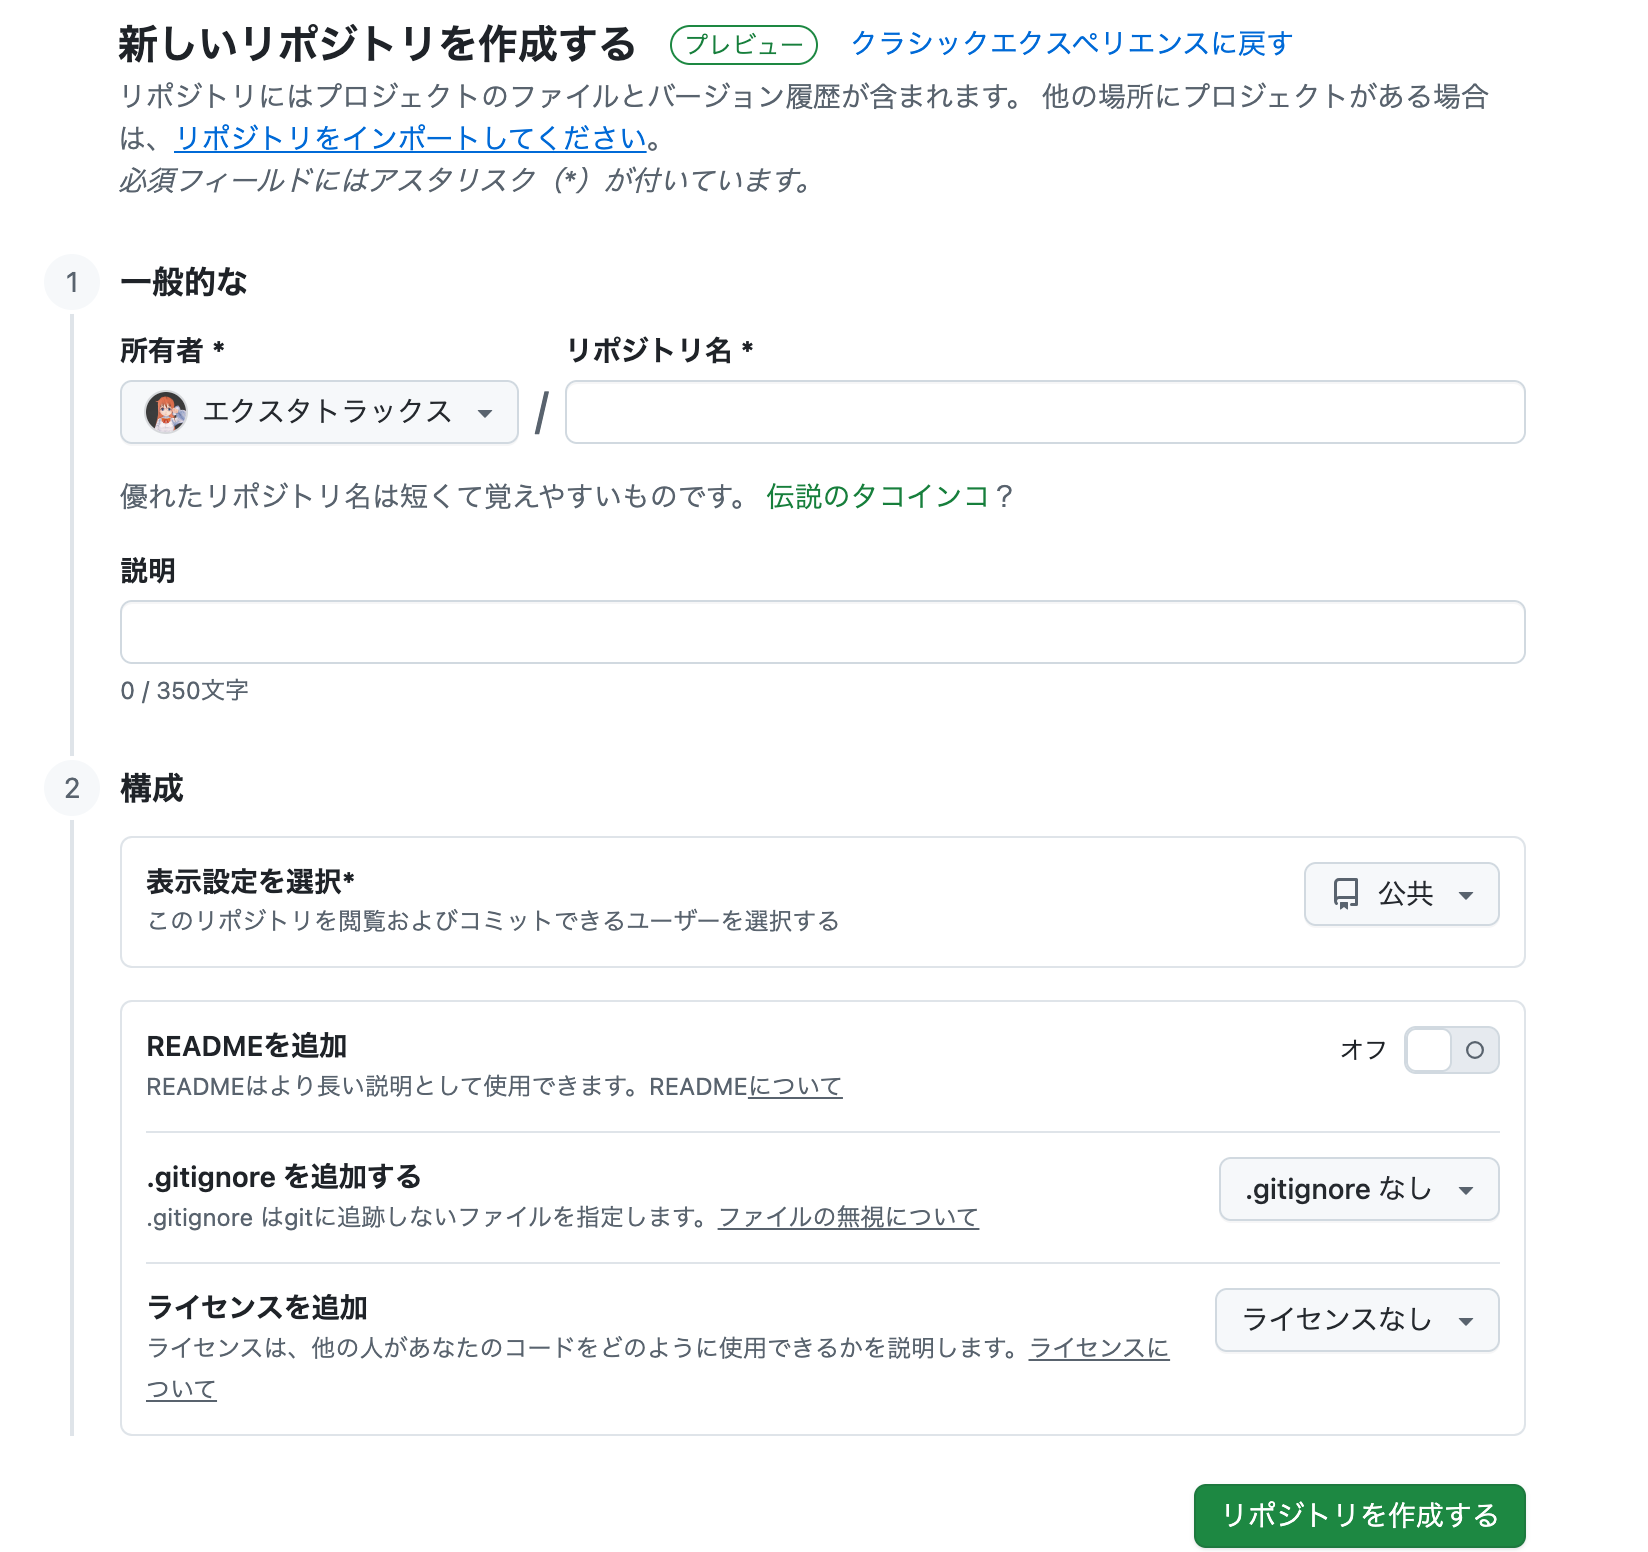 新しいリポジトリを作成する プレビュー クラシックエクスペリエンスに戻す
リポジトリにはプロジェクトのファイルとバージョン履歴が含まれます。 他の場所にプロジェクトがある場合
は、リポジトリをインポートしてください。
必須フィールドにはアスタリスク（*）が付いています。
1 一般的な
所有者 * リポジトリ名 *
エクスタトラックス /
優れたリポジトリ名は短くて覚えやすいものです。 伝説のタコインコ？
説明
0 / 350文字
2 構成
表示設定を選択* 公共
このリポジトリを閲覧およびコミットできるユーザーを選択する
READMEを追加 オフ
READMEはより長い説明として使用できます。READMEについて
.gitignore を追加する .gitignore なし
.gitignore はgitに追跡しないファイルを指定します。ファイルの無視について
ライセンスを追加 ライセンスなし
ライセンスは、他の人があなたのコードをどのように使用できるかを説明します。ライセンスに
ついて
リポジトリを作成する